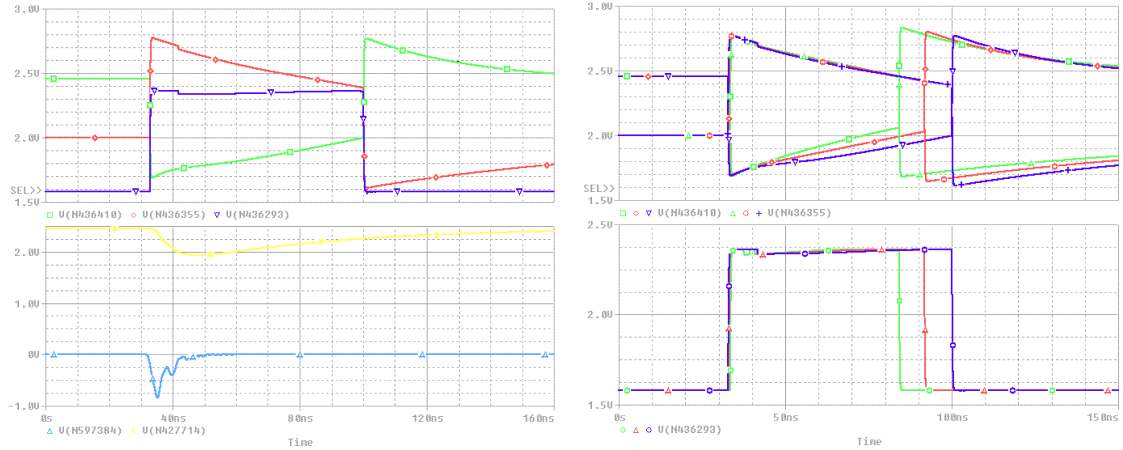 3.0V
2.5V
2.0V
SEL>>
1.5V
V(N436410) V(N436355) V(N436293)
2.0V
1.0V
0V
-1.0V
0s 40ns 80ns 120ns 160ns
V(N597384) V(N427714)
Time
3.0V
2.5V
2.0V
SEL>>
1.5V
V(N436410) V(N436355)
2.5V
2.0V
1.5V
0s 50ns 100ns 150ns
V(N436293)
Time